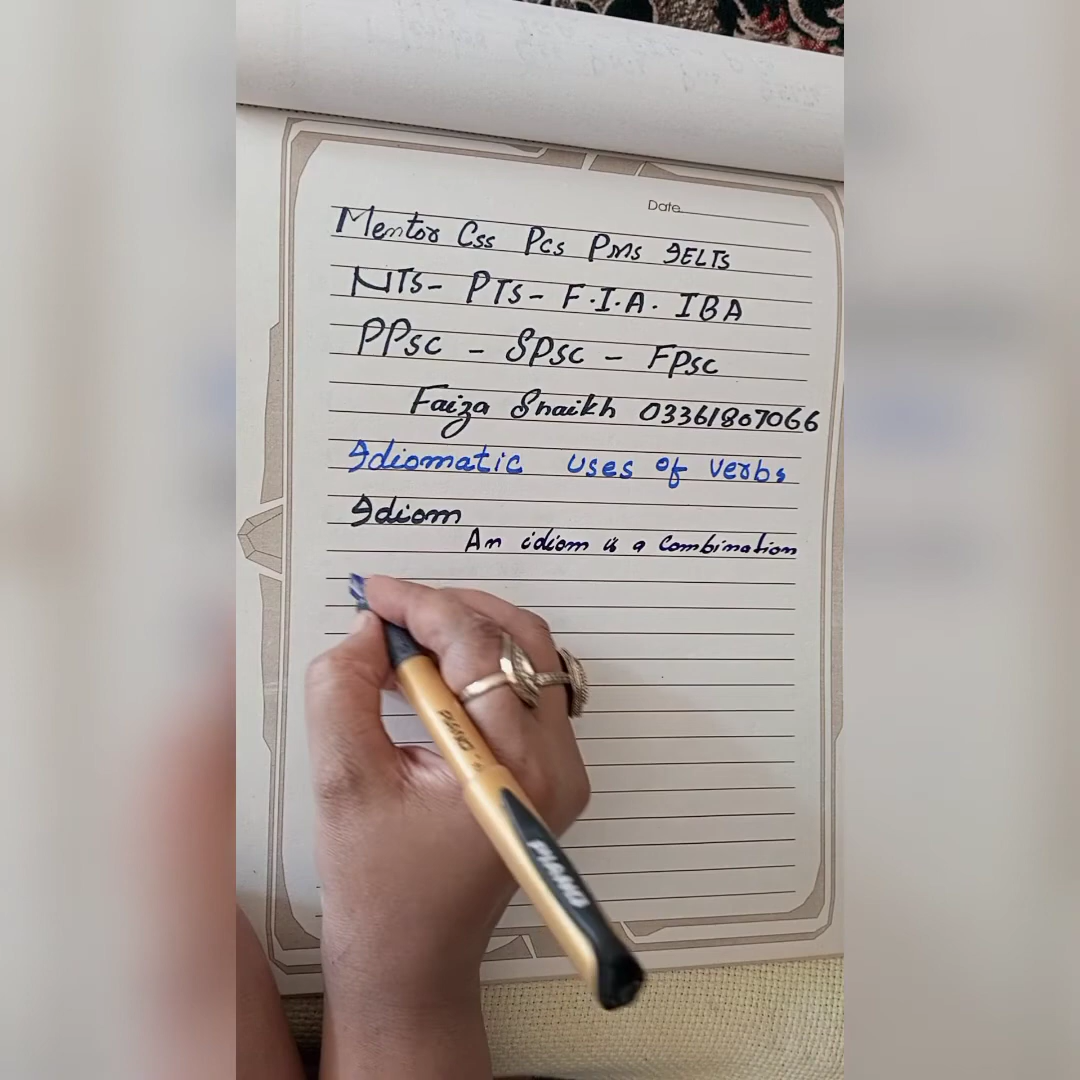 Date
Mentor Css Pcs PMS IELTS
NTS- PTS- F.I.A. IBA
PPSC - SPSC - FPSC
Faiza Shaikh 03361807066
Idiomatic uses of verbs
Idiom
An idiom is a Combination
PIANO
PIANO